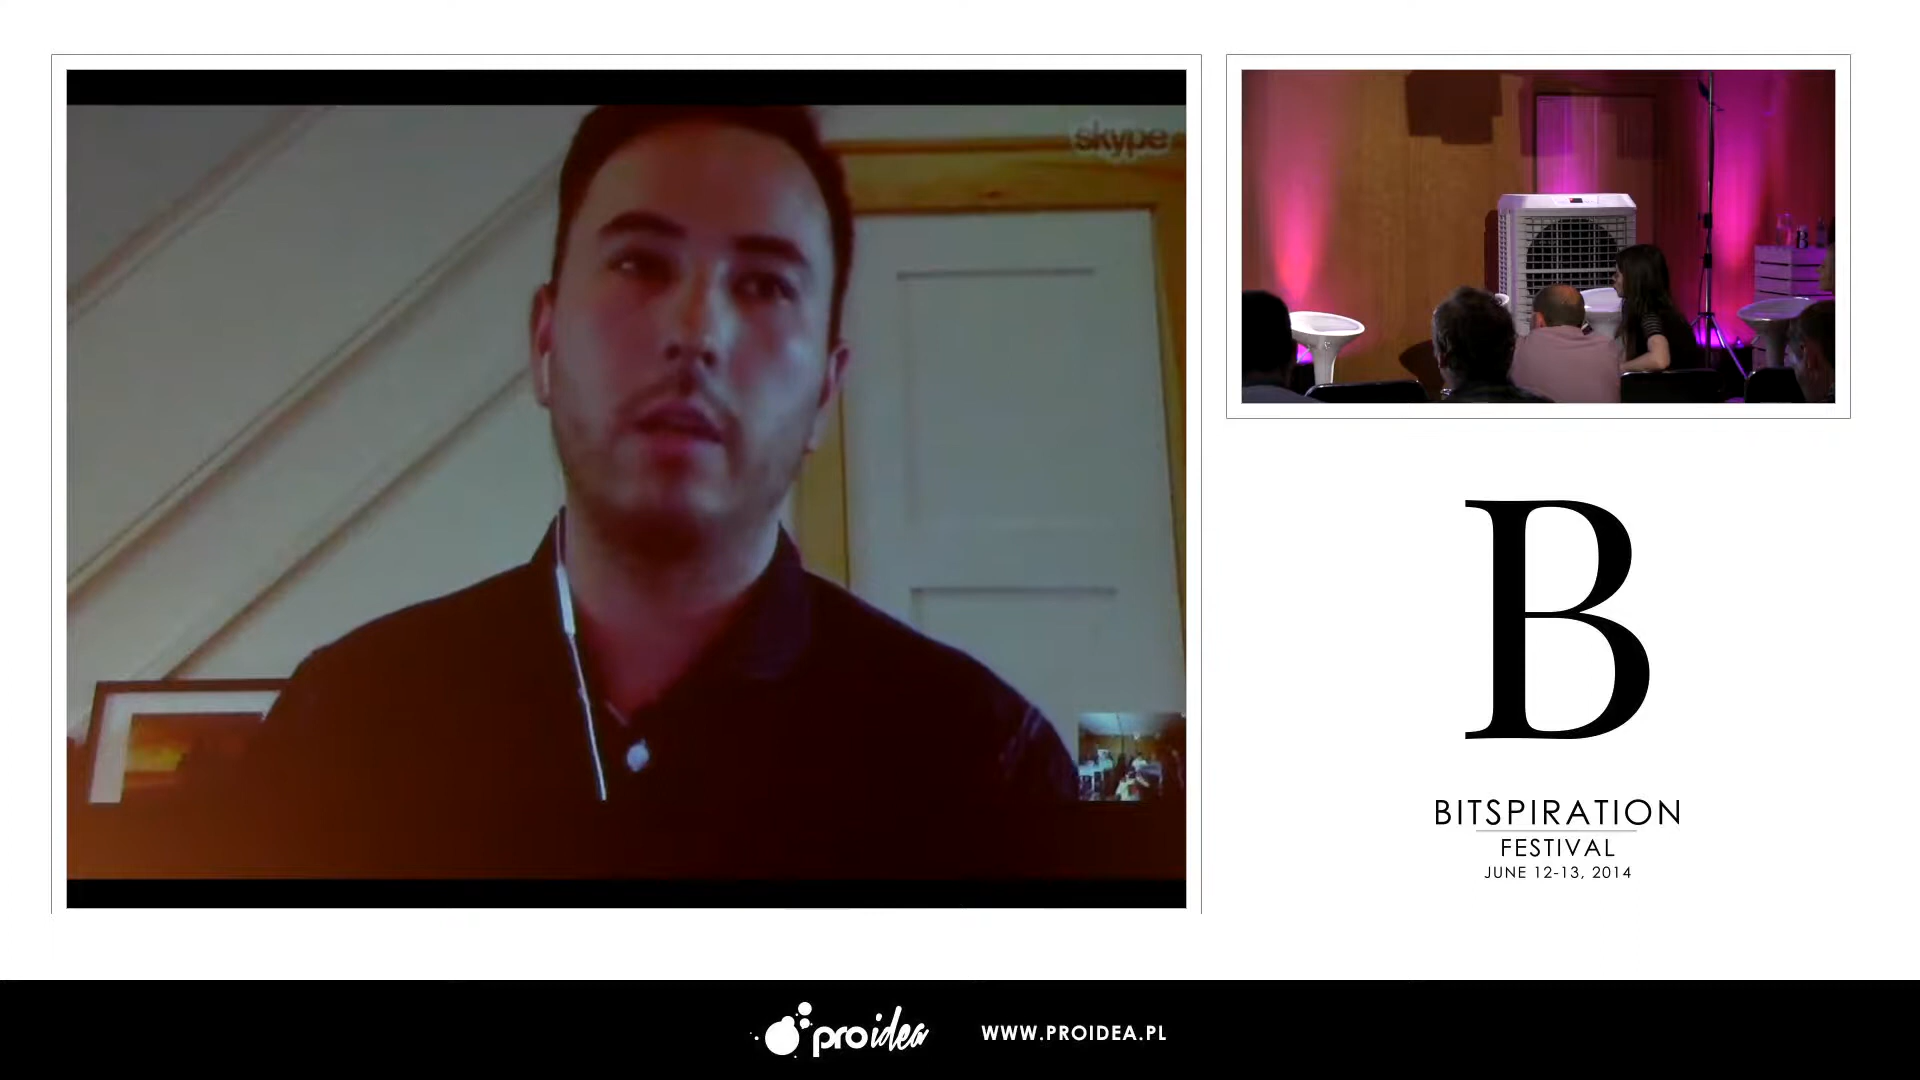 skype
B
B
BITSPIRATION
FESTIVAL
JUNE 12-13, 2014
proidea
WWW.PROIDEA.PL